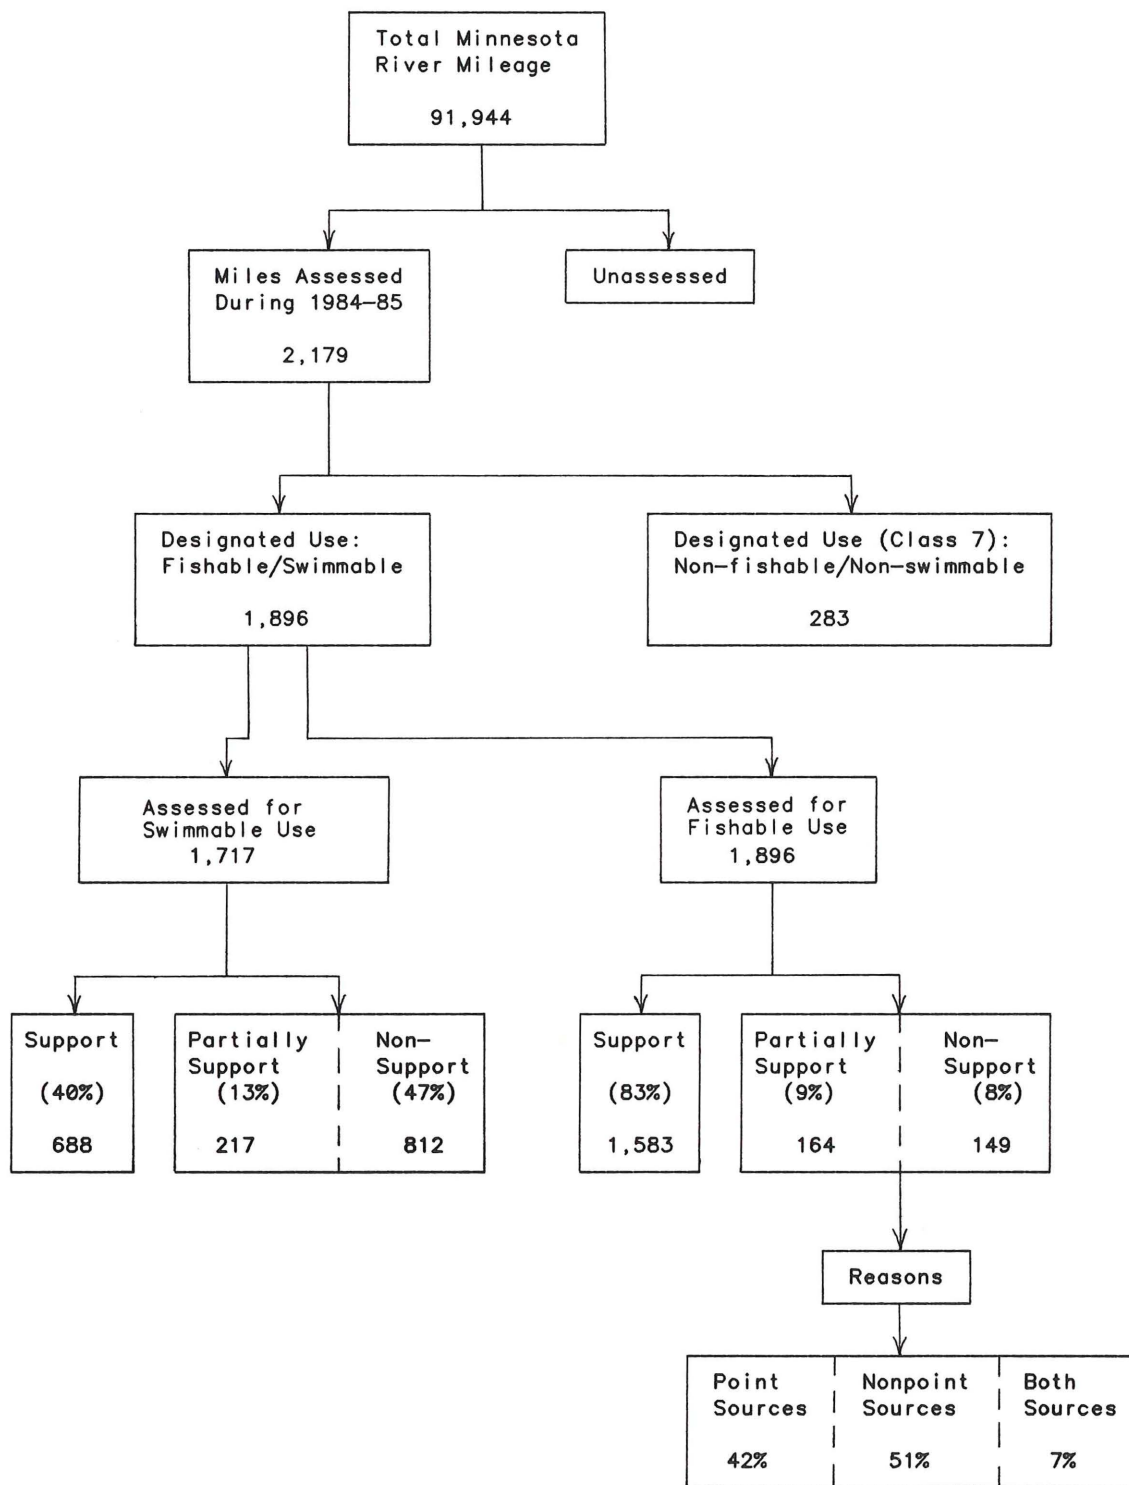 Total Minnesota
River Mileage
91,944
Miles Assessed
During 1984-85
2,179
Unassessed
Designated Use:
Fishable/Swimmable
1,896
Designated Use (Class 7):
Non-fishable/Non-swimmable
283
Assessed for
Swimmable Use
1,717
Assessed for
Fishable Use
1,896
Support
(40%)
688
Partially
Support
(13%)
217
Non-
Support
(47%)
812
Support
(83%)
1,583
Partially
Support
(9%)
164
Non-
Support
(8%)
149
Reasons
Point
Sources
42%
Nonpoint
Sources
51%
Both
Sources
7%